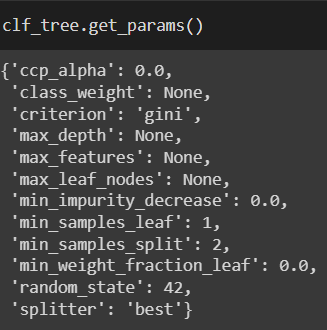 clf_tree.get_params()
{'ccp_alpha': 0.0,
 'class_weight': None,
 'criterion': 'gini',
 'max_depth': None,
 'max_features': None,
 'max_leaf_nodes': None,
 'min_impurity_decrease': 0.0,
 'min_samples_leaf': 1,
 'min_samples_split': 2,
 'min_weight_fraction_leaf': 0.0,
 'random_state': 42,
 'splitter': 'best'}